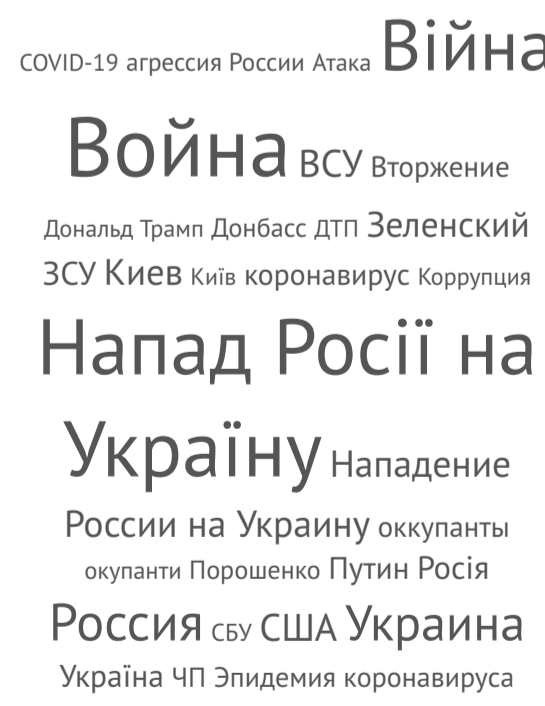 COVID-19 агрессия России Атака Війна
Война ВСУ Вторжение
Дональд Трамп Донбасс ДТП Зеленский
ЗСУ Киев Київ коронавирус Коррупция
Напад Росії на
Україну Нападение
России на Украину оккупанты
окупанти Порошенко Путин Росія
Россия СБУ США Украина
Україна ЧП Эпидемия коронавируса